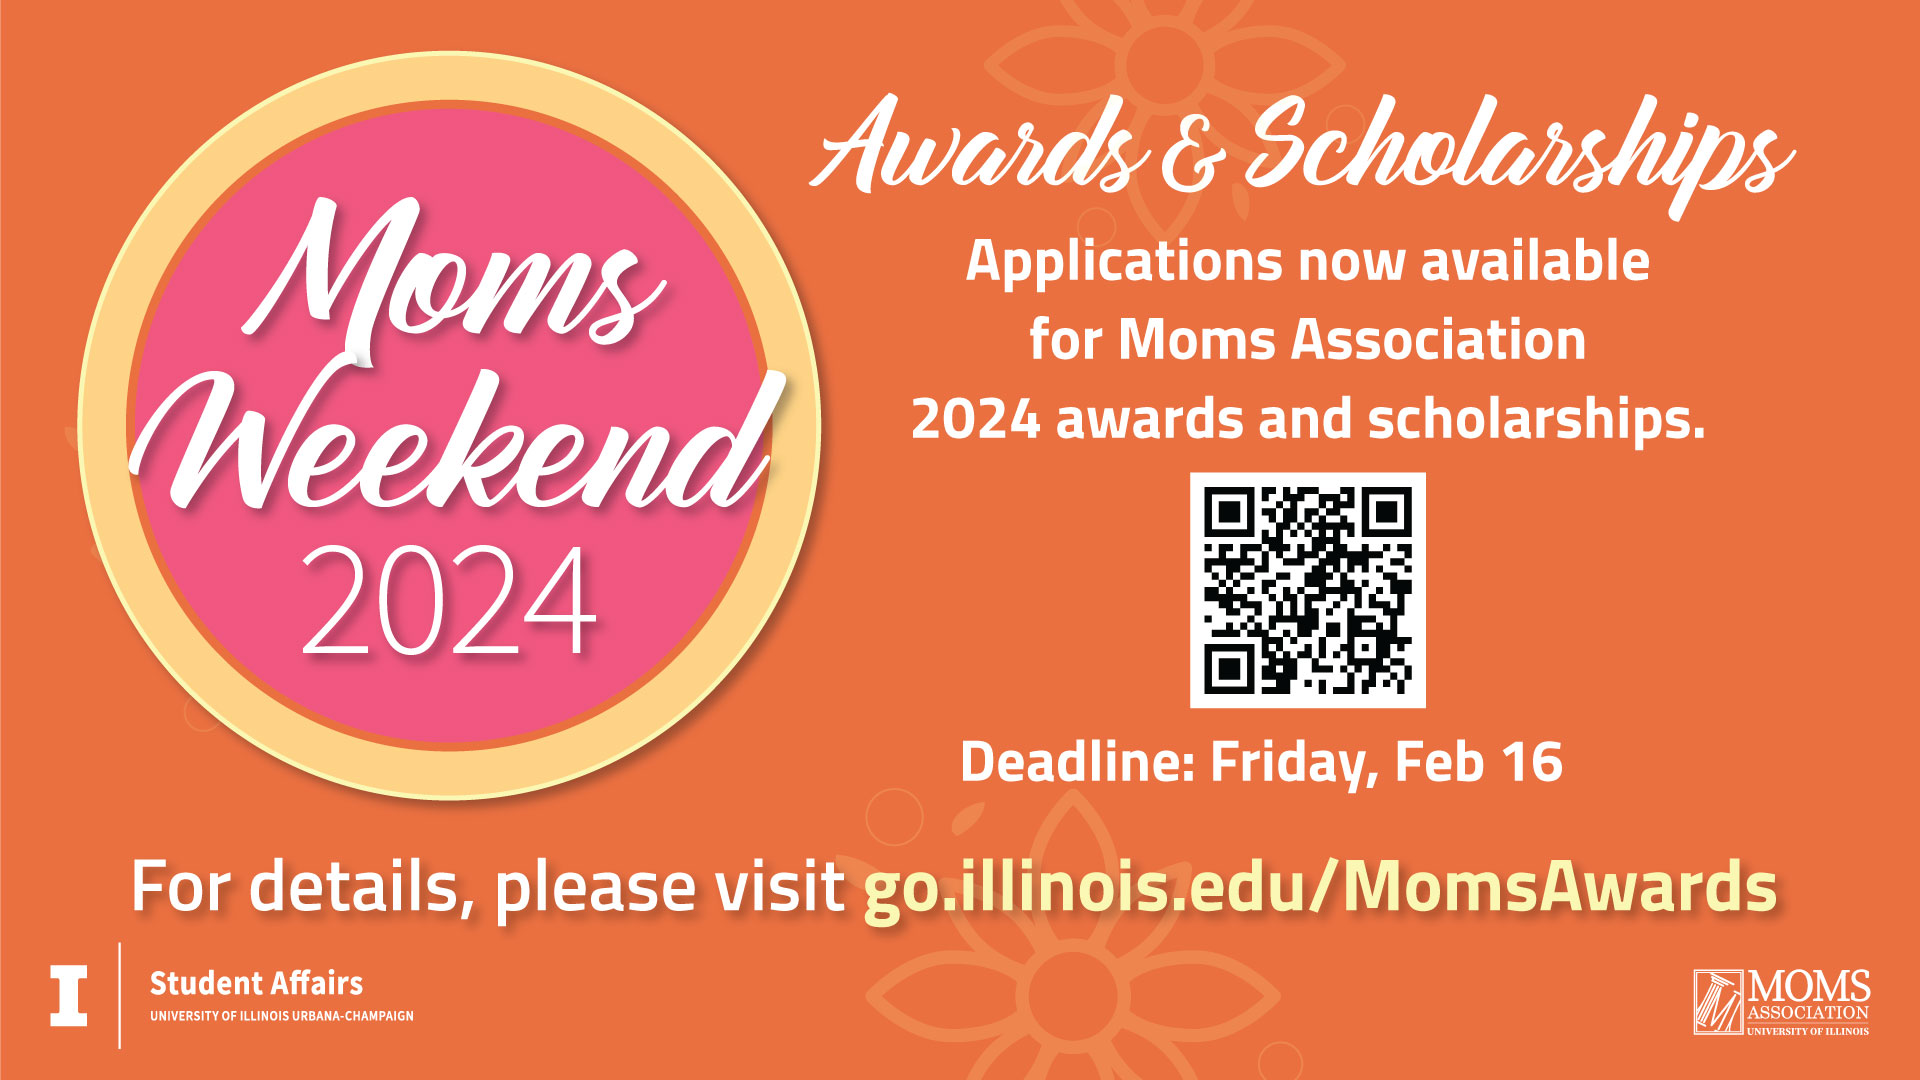 Moms
Weekend
2024
Awards & Scholarships
Applications now available
for Moms Association
2024 awards and scholarships.
Deadline: Friday, Feb 16
For details, please visit go.illinois.edu/MomsAwards
I
Student Affairs
UNIVERSITY OF ILLINOIS URBANA-CHAMPAIGN
MOMS
ASSOCIATION
UNIVERSITY OF ILLINOIS